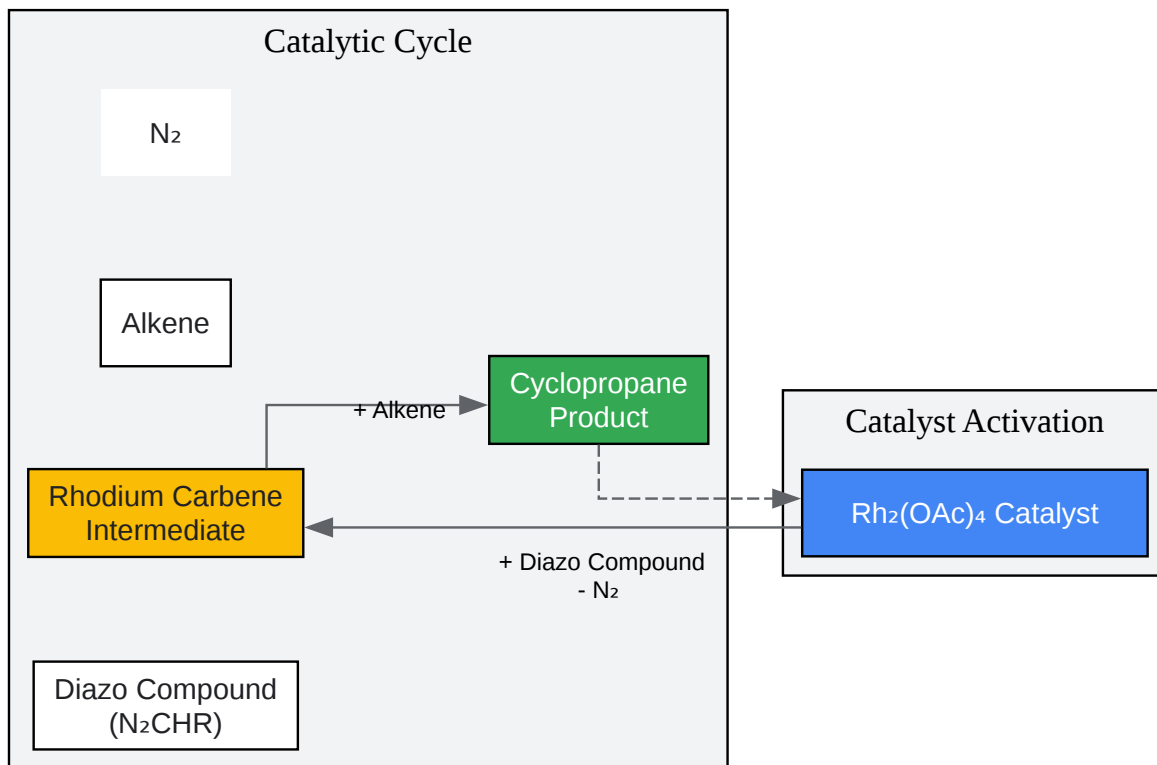 Catalytic Cycle
N₂
Alkene
Cyclopropane
Product
+ Alkene
Catalyst Activation
Rhodium Carbene
Intermediate
Rh₂(OAc)₄ Catalyst
+ Diazo Compound
- N₂
Diazo Compound
(N₂CHR)